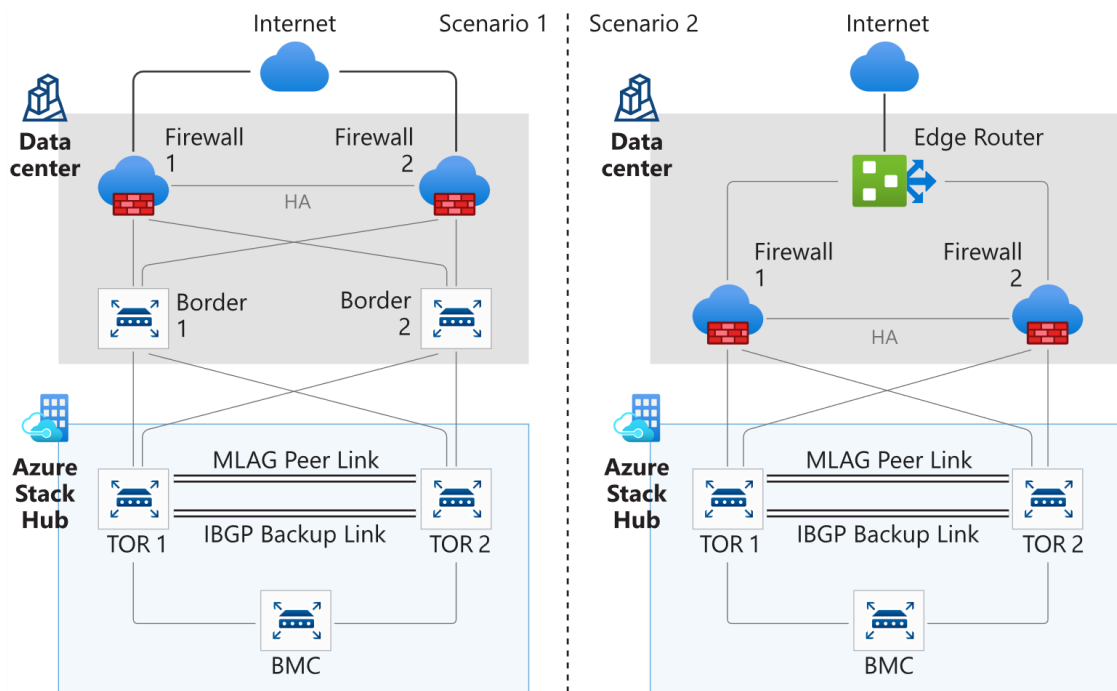 Internet
Scenario 1
Data
center
Firewall
1
Firewall
2
HA
Border
1
Border
2
Azure
Stack
Hub
MLAG Peer Link
IBGP Backup Link
TOR 1
TOR 2
BMC
Scenario 2
Internet
Data
center
Edge Router
Firewall
1
Firewall
2
HA
Azure
Stack
Hub
MLAG Peer Link
IBGP Backup Link
TOR 1
TOR 2
BMC